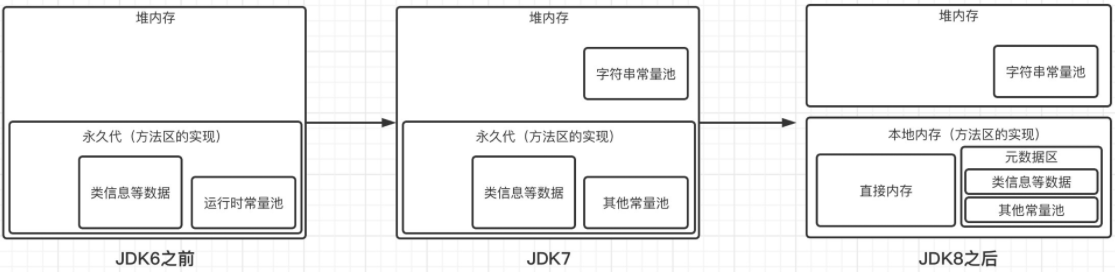 堆内存
永久代（方法区的实现）
类信息等数据
运行时常量池
JDK6之前
堆内存
字符串常量池
永久代（方法区的实现）
类信息等数据
其他常量池
JDK7
堆内存
字符串常量池
本地内存（方法区的实现）
直接内存
元数据区
类信息等数据
其他常量池
JDK8之后